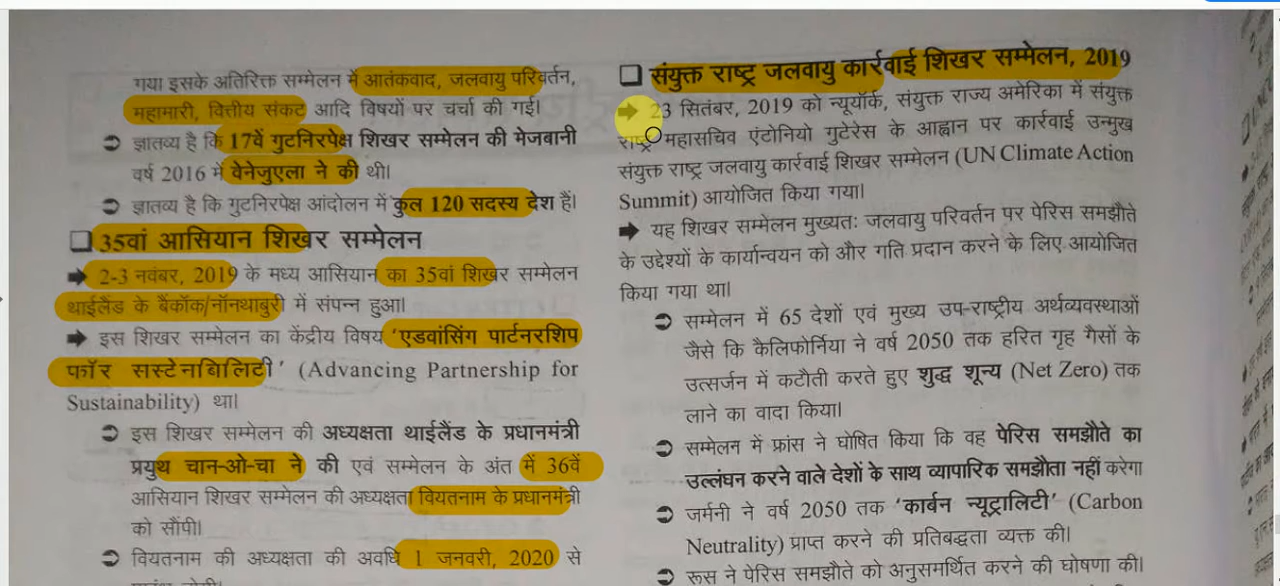 गया इसके अतिरिक्त सम्मेलन में आतंकवाद, जलवायु परिवर्तन,
महामारी, वित्तीय संकट आदि विषयों पर चर्चा की गई।
ज्ञातव्य है कि 17वें गुटनिरपेक्ष शिखर सम्मेलन की मेजबानी
वर्ष 2016 में वेनेजुएला ने की थी।
ज्ञातव्य है कि गुटनिरपेक्ष आंदोलन में कुल 120 सदस्य देश हैं।
35वां आसियान शिखर सम्मेलन
2-3 नवंबर, 2019 के मध्य आसियान का 35वां शिखर सम्मेलन
थाईलैंड के बैंकॉक/नॉनथाबुरी में संपन्न हुआ।
इस शिखर सम्मेलन का केंद्रीय विषय 'एडवांसिंग पार्टनरशिप
फॉर सस्टेनबिलिटी' (Advancing Partnership for
Sustainability) था।
इस शिखर सम्मेलन की अध्यक्षता थाईलैंड के प्रधानमंत्री
प्रयुथ चान-ओ-चा ने की एवं सम्मेलन के अंत में 36वें
आसियान शिखर सम्मेलन की अध्यक्षता वियतनाम के प्रधानमंत्री
को सौंपी।
वियतनाम की अध्यक्षता की अवधि 1 जनवरी, 2020 से
संयुक्त राष्ट्र जलवायु कार्रवाई शिखर सम्मेलन, 2019
23 सितंबर, 2019 को न्यूयॉर्क, संयुक्त राज्य अमेरिका में संयुक्त
राष्ट्र महासचिव एंटोनियो गुटेरेस के आह्वान पर कार्रवाई उन्मुख
संयुक्त राष्ट्र जलवायु कार्रवाई शिखर सम्मेलन (UN Climate Action
Summit) आयोजित किया गया।
यह शिखर सम्मेलन मुख्यतः जलवायु परिवर्तन पर पेरिस समझौते
के उद्देश्यों के कार्यान्वयन को और गति प्रदान करने के लिए आयोजित
किया गया था।
सम्मेलन में 65 देशों एवं मुख्य उप-राष्ट्रीय अर्थव्यवस्थाओं
जैसे कि कैलिफोर्निया ने वर्ष 2050 तक हरित गृह गैसों के
उत्सर्जन में कटौती करते हुए शुद्ध शून्य (Net Zero) तक
लाने का वादा किया।
सम्मेलन में फ्रांस ने घोषित किया कि वह पेरिस समझौते का
उल्लंघन करने वाले देशों के साथ व्यापारिक समझौता नहीं करेगा
जर्मनी ने वर्ष 2050 तक 'कार्बन न्यूट्रालिटी' (Carbon
Neutrality) प्राप्त करने की प्रतिबद्धता व्यक्त की।
रूस ने पेरिस समझौते को अनुसमर्थित करने की घोषणा की।